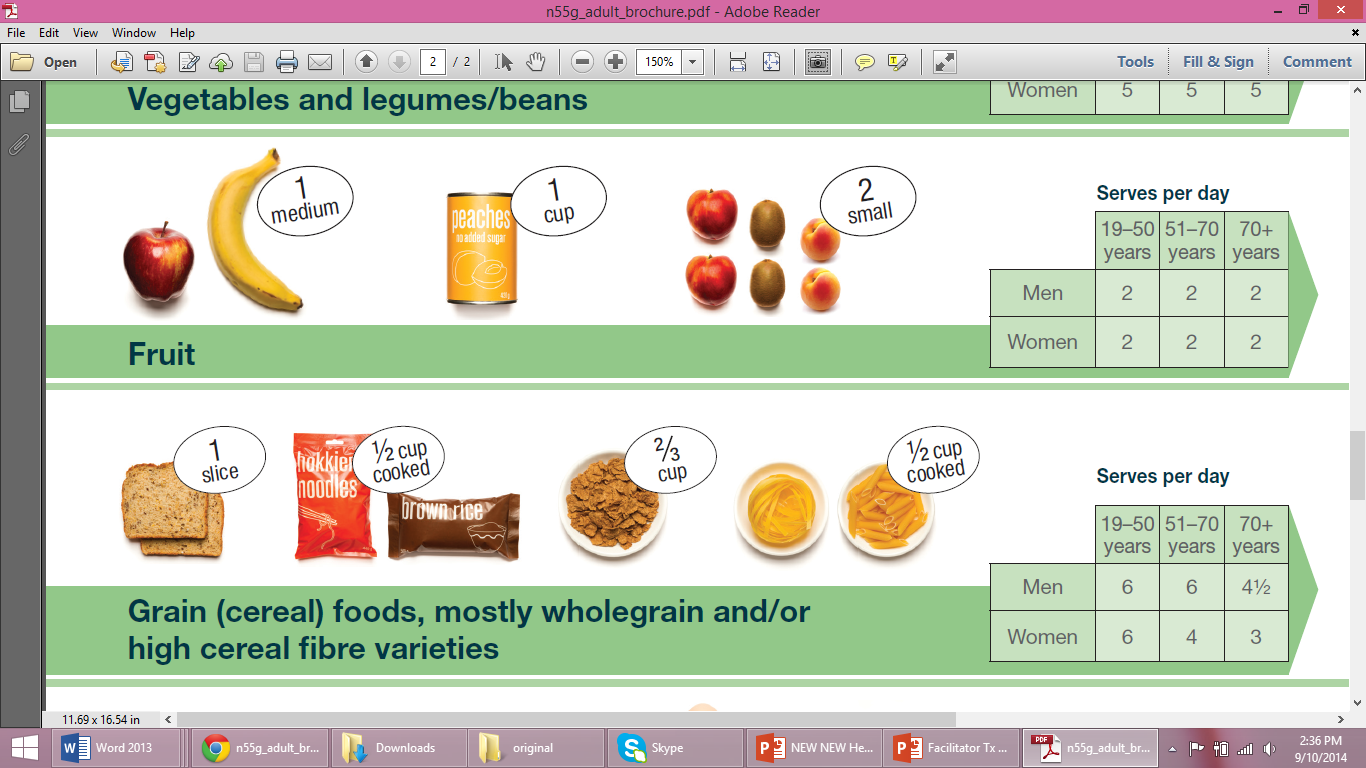 n55g_adult_brochure.pdf - Adobe Reader
File Edit View Window Help
Open 2 / 2 150% Tools Fill & Sign Comment
Vegetables and legumes/beans
Women 5 5 5
1
medium
peaches
no added sugar
1
cup
2
small
Serves per day
19–50 years 51–70 years 70+ years
Men 2 2 2
Women 2 2 2
Fruit
1
slice
hokkien
noodles
½ cup
cooked
brown rice
⅔
cup
½ cup
cooked
Serves per day
19–50 years 51–70 years 70+ years
Men 6 6 4½
Women 6 4 3
Grain (cereal) foods, mostly wholegrain and/or
high cereal fibre varieties
11.69 x 16.54 in
Word 2013 n55g_adult_br... Downloads original Skype NEW NEW He... Facilitator Tx ... n55g_adult_br...
2:36 PM
9/10/2014